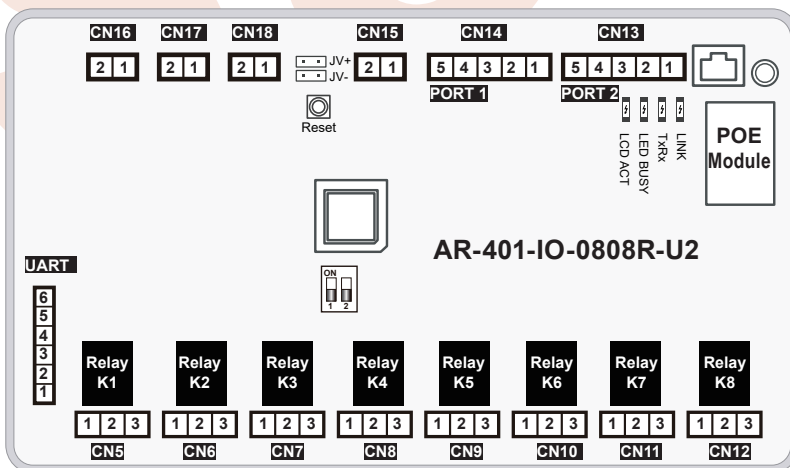 CN16 CN17 CN18 CN15 CN14 CN13
2 1 2 1 2 1 JV+ 2 1 5 4 3 2 1 5 4 3 2 1
JV-
PORT 1 PORT 2
Reset
LCD ACT
LED BUSY
TxRx
LINK
POE
Module
AR-401-IO-0808R-U2
UART
ON
1 2
6
5
4
3
2
1
Relay Relay Relay Relay Relay Relay Relay Relay
K1 K2 K3 K4 K5 K6 K7 K8
1 2 3 1 2 3 1 2 3 1 2 3 1 2 3 1 2 3 1 2 3 1 2 3
CN5 CN6 CN7 CN8 CN9 CN10 CN11 CN12